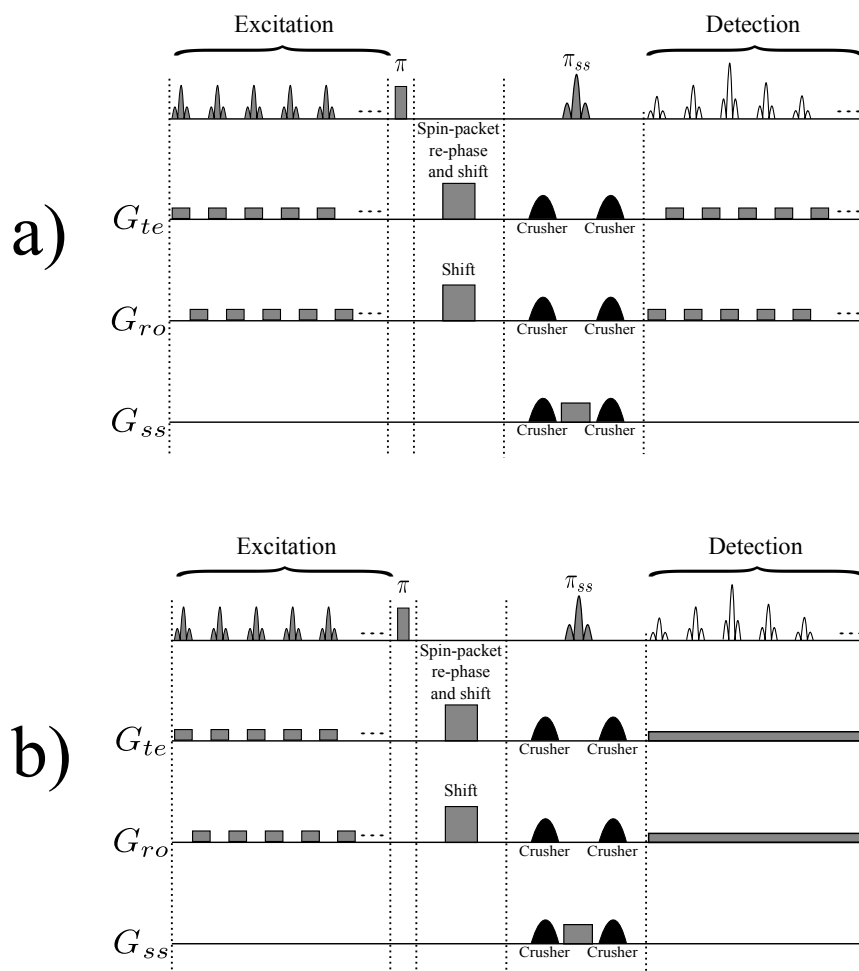 Excitation
Detection
π
π_ss
Spin-packet
re-phase
and shift
G_te
Crusher Crusher
a)
Shift
G_ro
Crusher Crusher
G_ss
Crusher Crusher
Excitation
Detection
π
π_ss
Spin-packet
re-phase
and shift
G_te
Crusher Crusher
b)
Shift
G_ro
Crusher Crusher
G_ss
Crusher Crusher